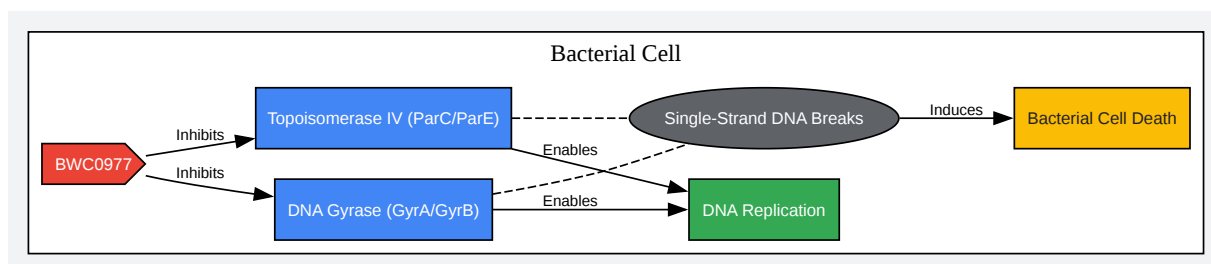 Bacterial Cell
Topoisomerase IV (ParC/ParE)
Single-Strand DNA Breaks
Induces
Bacterial Cell Death
Inhibits
BWC0977
Enables
Inhibits
DNA Gyrase (GyrA/GyrB)
Enables
DNA Replication